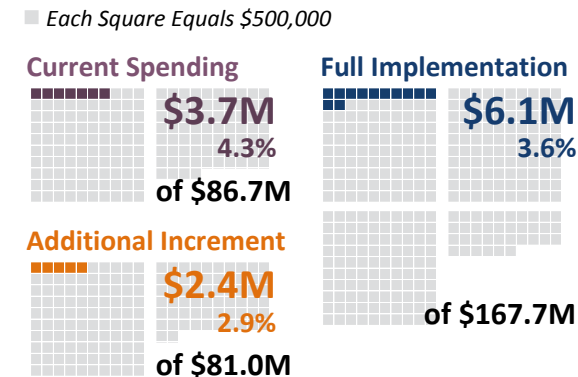 Each Square Equals $500,000
Current Spending
$3.7M
4.3%
of $86.7M
Full Implementation
$6.1M
3.6%
of $167.7M
Additional Increment
$2.4M
2.9%
of $81.0M